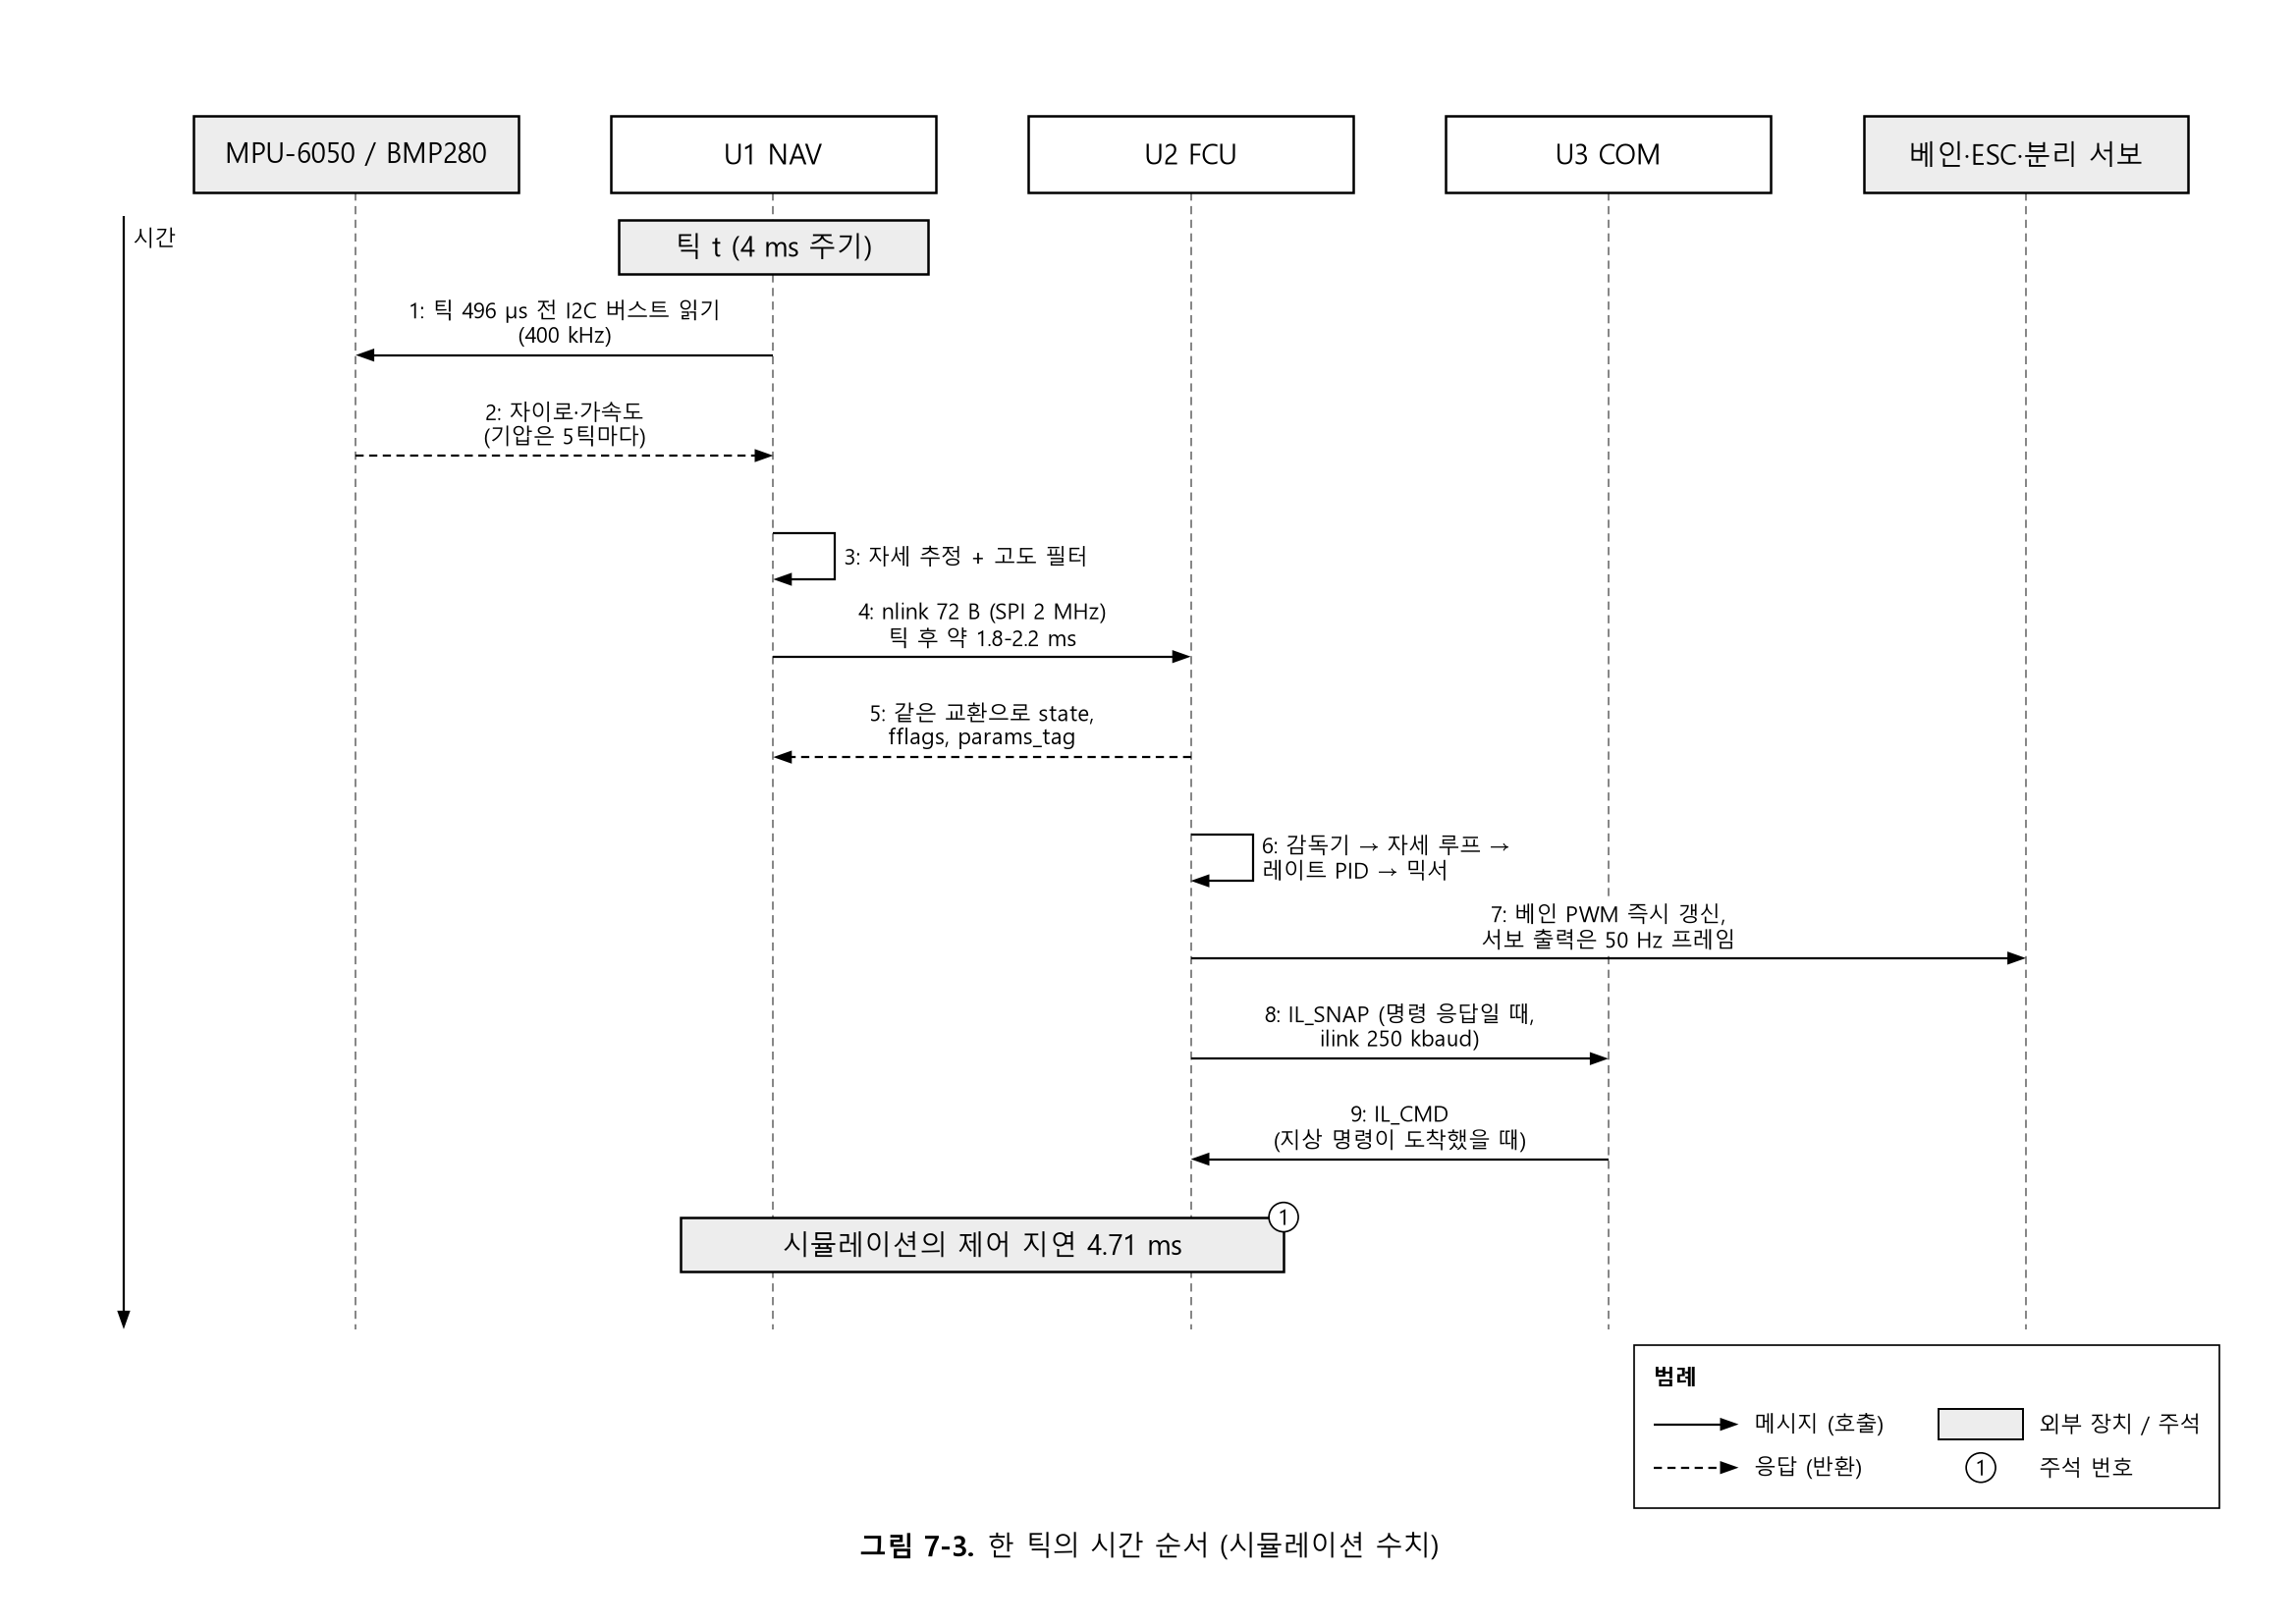 MPU-6050 / BMP280
U1 NAV
U2 FCU
U3 COM
베인·ESC·분리 서보
시간
틱 t (4 ms 주기)
1: 틱 496 µs 전 I2C 버스트 읽기
(400 kHz)
2: 자이로·가속도
(기압은 5틱마다)
3: 자세 추정 + 고도 필터
4: nlink 72 B (SPI 2 MHz)
틱 후 약 1.8-2.2 ms
5: 같은 교환으로 state,
fflags, params_tag
6: 감독기 → 자세 루프 →
레이트 PID → 믹서
7: 베인 PWM 즉시 갱신,
서보 출력은 50 Hz 프레임
8: IL_SNAP (명령 응답일 때,
ilink 250 kbaud)
9: IL_CMD
(지상 명령이 도착했을 때)
1
시뮬레이션의 제어 지연 4.71 ms
범례
메시지 (호출)
외부 장치 / 주석
응답 (반환)
1 주석 번호
그림 7-3. 한 틱의 시간 순서 (시뮬레이션 수치)